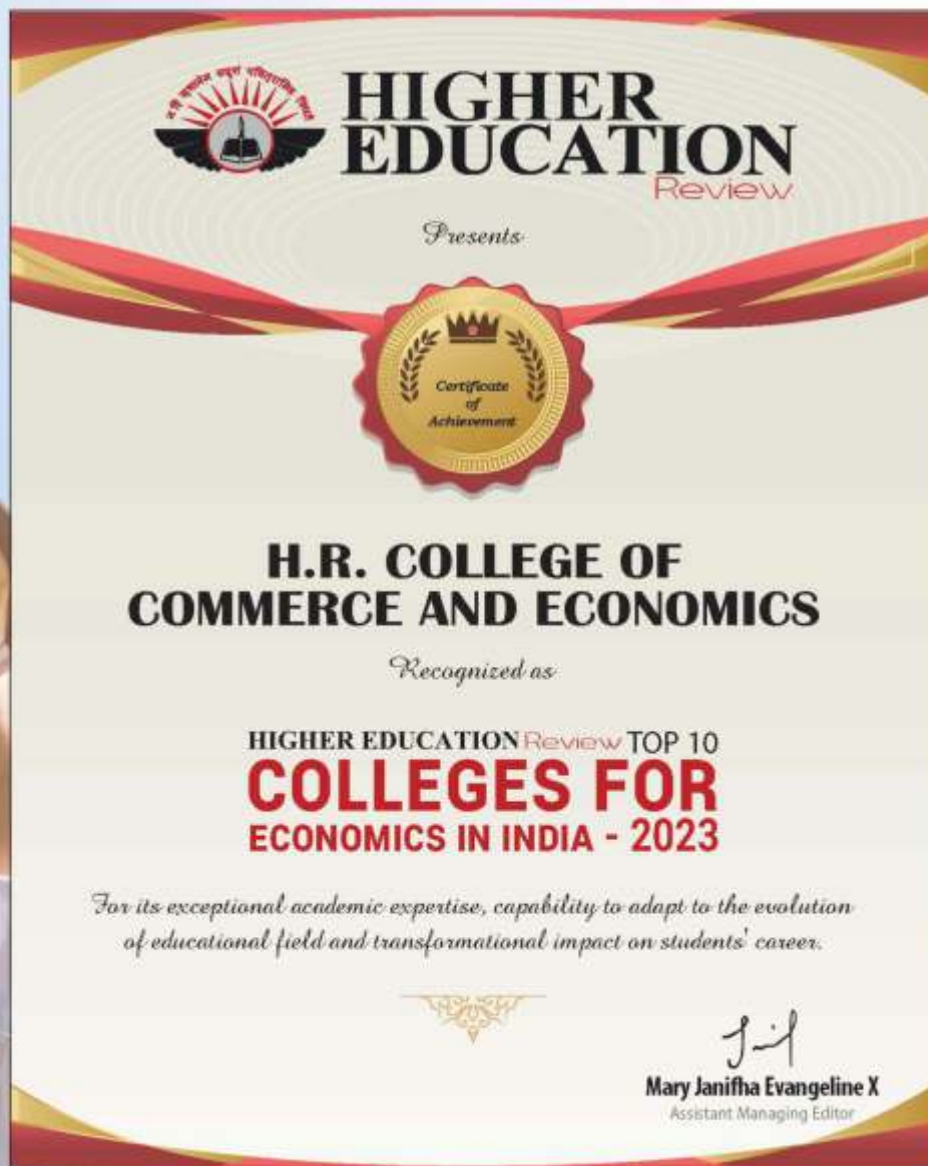 HIGHER
EDUCATION
Review
Presents
Certificate
of
Achievement
H.R. COLLEGE OF
COMMERCE AND ECONOMICS
Recognized as
HIGHER EDUCATION Review TOP 10
COLLEGES FOR
ECONOMICS IN INDIA - 2023
For its exceptional academic expertise, capability to adapt to the evolution
of educational field and transformational impact on students' career.
Mary Janifha Evangeline X
Assistant Managing Editor